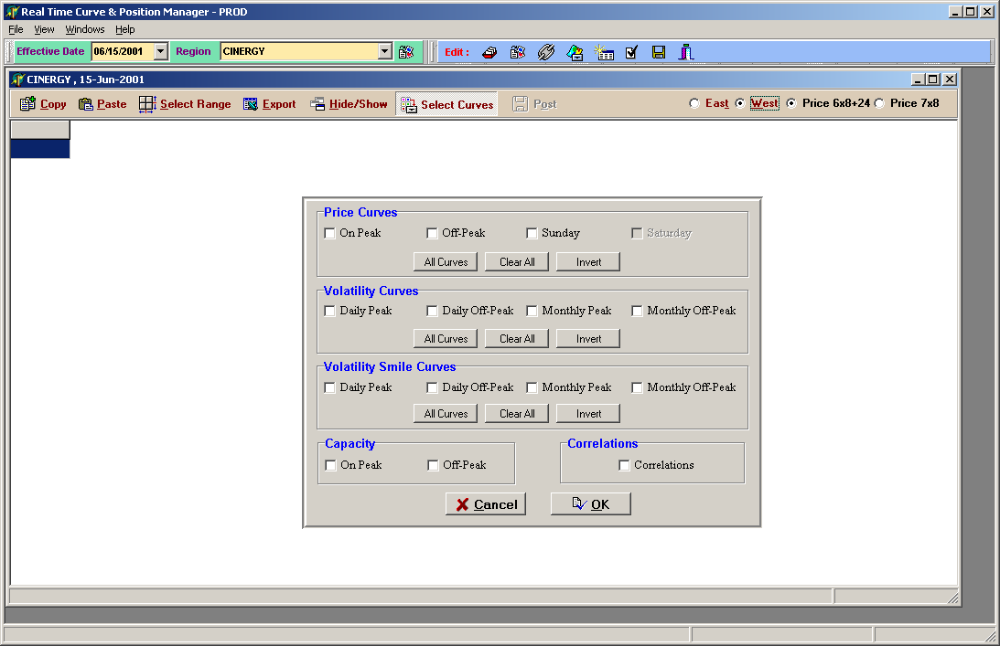 Real Time Curve & Position Manager - PROD
File View Windows Help
Effective Date 06/15/2001 Region CINERGY Edit :
CINERGY , 15-Jun-2001
Copy Paste Select Range Export Hide/Show Select Curves Post East West Price 6x8+24 Price 7x8
Price Curves
On Peak Off-Peak Sunday Saturday
All Curves Clear All Invert
Volatility Curves
Daily Peak Daily Off-Peak Monthly Peak Monthly Off-Peak
All Curves Clear All Invert
Volatility Smile Curves
Daily Peak Daily Off-Peak Monthly Peak Monthly Off-Peak
All Curves Clear All Invert
Capacity Correlations
On Peak Off-Peak Correlations
Cancel OK